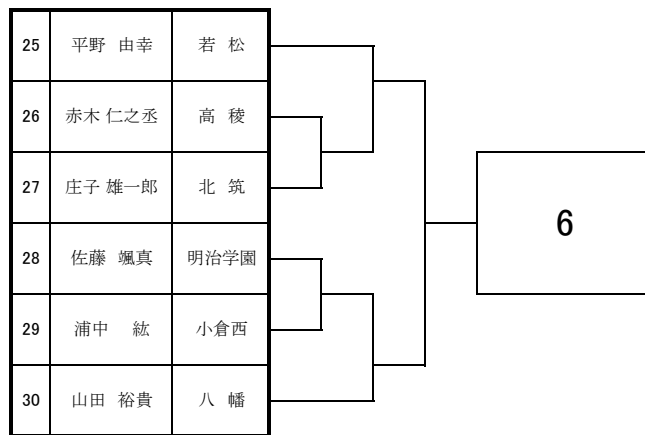 25 平野 由幸 若 松
26 赤木 仁之丞 高 稜
27 庄子 雄一郎 北 筑
28 佐藤 颯真 明治学園
29 浦中 紘 小倉西
30 山田 裕貴 八 幡
6